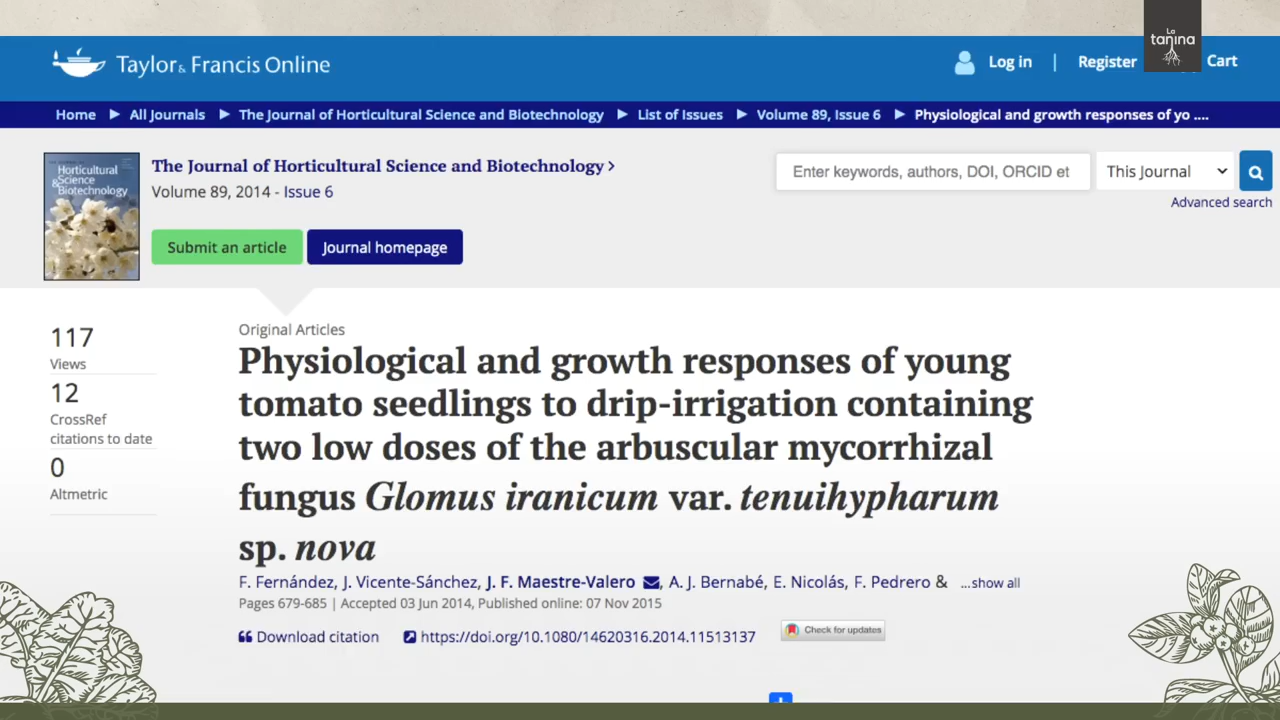 La
tanina
Taylor & Francis Online
Log in | Register
Cart
Home ▶ All Journals ▶ The Journal of Horticultural Science and Biotechnology ▶ List of Issues ▶ Volume 89, Issue 6 ▶ Physiological and growth responses of yo ....
Horticultural
Science
&Biotechnology
The Journal of Horticultural Science and Biotechnology >
Volume 89, 2014 - Issue 6
Enter keywords, authors, DOI, ORCID et
This Journal
Advanced search
Submit an article
Journal homepage
117
Views
12
CrossRef
citations to date
0
Altmetric
Original Articles
Physiological and growth responses of young
tomato seedlings to drip-irrigation containing
two low doses of the arbuscular mycorrhizal
fungus Glomus iranicum var. tenuihypharum
sp. nova
F. Fernández, J. Vicente-Sánchez, J. F. Maestre-Valero, A. J. Bernabé, E. Nicolás, F. Pedrero & ...show all
Pages 679-685 | Accepted 03 Jun 2014, Published online: 07 Nov 2015
Download citation
https://doi.org/10.1080/14620316.2014.11513137
Check for updates